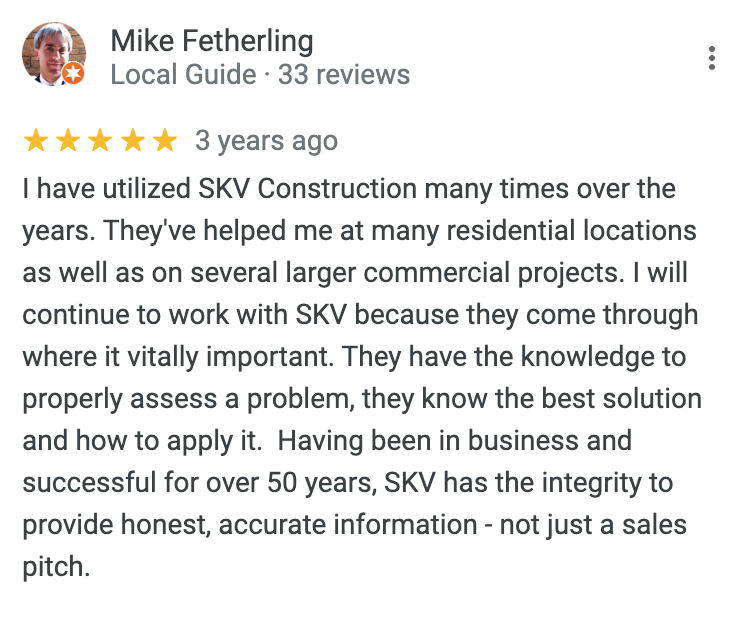 Mike Fetherling
Local Guide · 33 reviews
3 years ago
I have utilized SKV Construction many times over the
years. They've helped me at many residential locations
as well as on several larger commercial projects. I will
continue to work with SKV because they come through
where it vitally important. They have the knowledge to
properly assess a problem, they know the best solution
and how to apply it.  Having been in business and
successful for over 50 years, SKV has the integrity to
provide honest, accurate information - not just a sales
pitch.